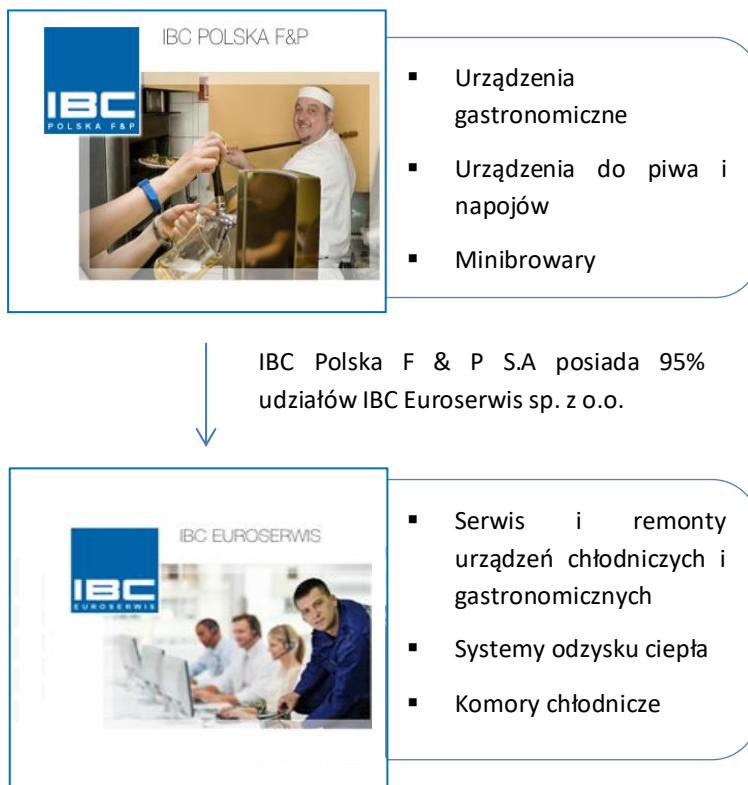 IBC POLSKA F&P
IBC
POLSKA F&P
▪ Urządzenia
gastronomiczne
▪ Urządzenia do piwa i
napojów
▪ Minibrowary
IBC Polska F & P S.A posiada 95%
udziałów IBC Euroserwis sp. z o.o.
IBC EUROSERWIS
IBC
EUROSERWIS
▪ Serwis i remonty
urządzeń chłodniczych i
gastronomicznych
▪ Systemy odzysku ciepła
▪ Komory chłodnicze